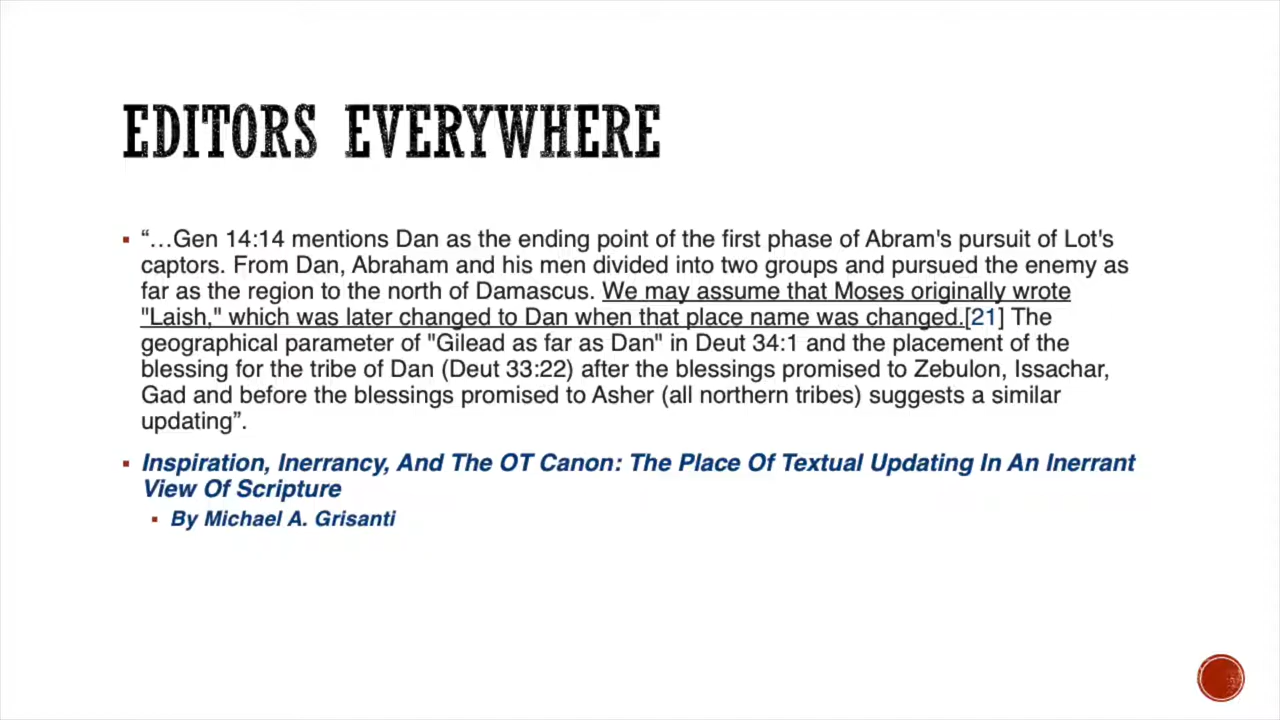 EDITORS EVERYWHERE
▪ “…Gen 14:14 mentions Dan as the ending point of the first phase of Abram's pursuit of Lot's
captors. From Dan, Abraham and his men divided into two groups and pursued the enemy as
far as the region to the north of Damascus. We may assume that Moses originally wrote
"Laish," which was later changed to Dan when that place name was changed.[21] The
geographical parameter of "Gilead as far as Dan" in Deut 34:1 and the placement of the
blessing for the tribe of Dan (Deut 33:22) after the blessings promised to Zebulon, Issachar,
Gad and before the blessings promised to Asher (all northern tribes) suggests a similar
updating”.
▪ Inspiration, Inerrancy, And The OT Canon: The Place Of Textual Updating In An Inerrant
View Of Scripture
▪ By Michael A. Grisanti